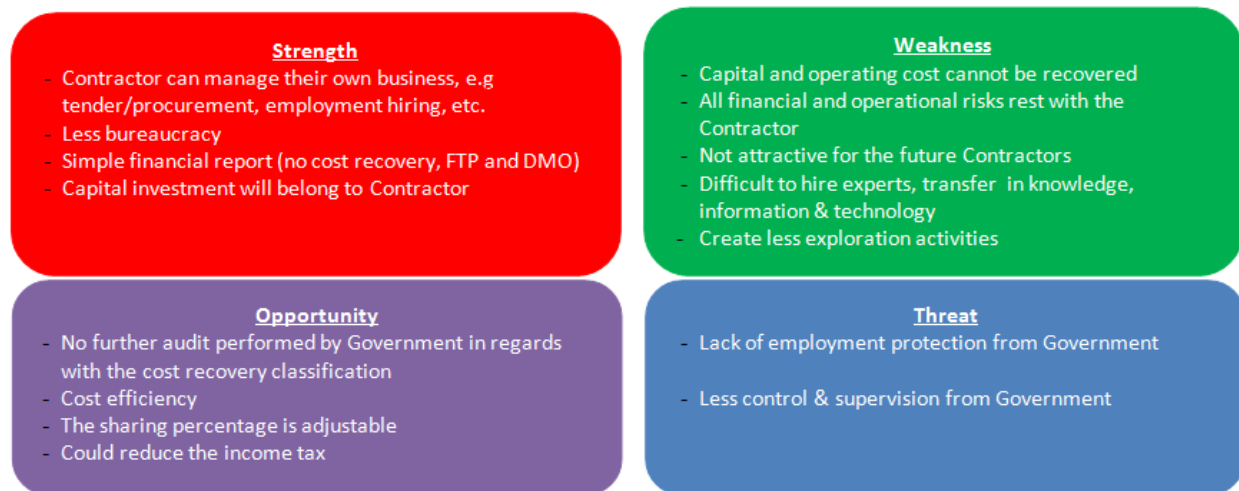 Strength
- Contractor can manage their own business, e.g
tender/procurement, employment hiring, etc.
- Less bureaucracy
- Simple financial report (no cost recovery, FTP and DMO)
- Capital investment will belong to Contractor
Weakness
- Capital and operating cost cannot be recovered
- All financial and operational risks rest with the
Contractor
- Not attractive for the future Contractors
- Difficult to hire experts, transfer in knowledge,
information & technology
- Create less exploration activities
Opportunity
- No further audit performed by Government in regards
with the cost recovery classification
- Cost efficiency
- The sharing percentage is adjustable
- Could reduce the income tax
Threat
- Lack of employment protection from Government
- Less control & supervision from Government